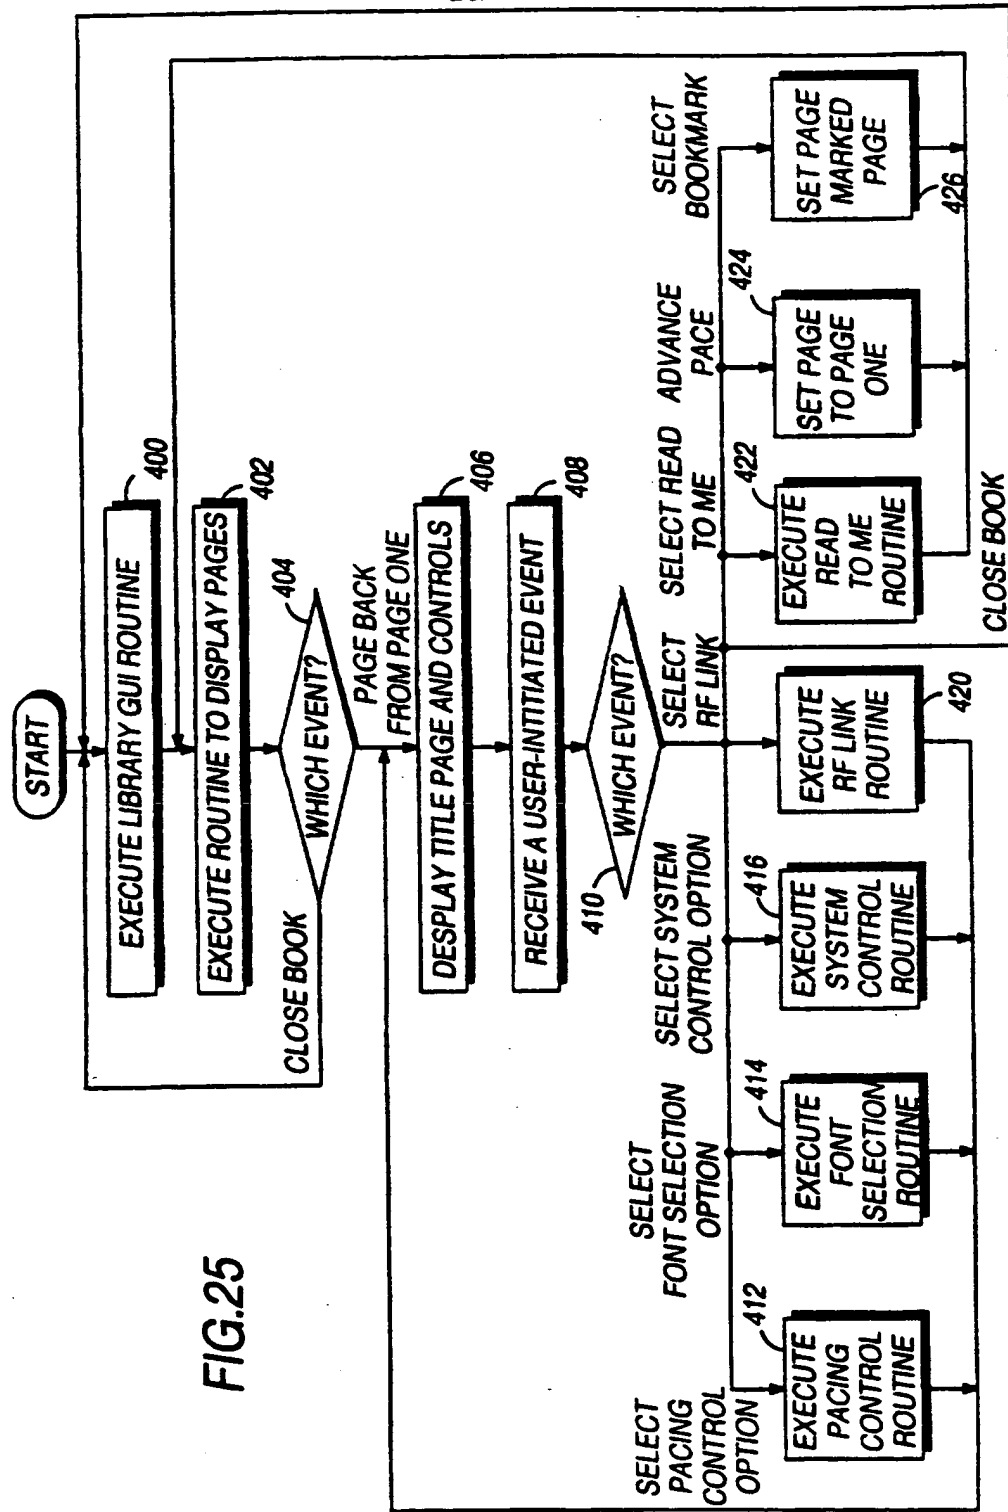 FIG.25
START
EXECUTE LIBRARY GUI ROUTINE
400
EXECUTE ROUTINE TO DISPLAY PAGES
402
WHICH EVENT?
404
CLOSE BOOK
PAGE BACK
FROM PAGE ONE
DESPLAY TITLE PAGE AND CONTROLS
406
RECEIVE A USER-INTITIATED EVENT
408
WHICH EVENT?
410
SELECT
PACING
CONTROL
OPTION
SELECT
FONT SELECTION
OPTION
SELECT SYSTEM
CONTROL OPTION
SELECT
RF LINK
SELECT READ
TO ME
ADVANCE
PACE
SELECT
BOOKMARK
412
EXECUTE
PACING
CONTROL
ROUTINE
414
EXECUTE
FONT
SELECTION
ROUTINE
416
EXECUTE
SYSTEM
CONTROL
ROUTINE
EXECUTE
RF LINK
ROUTINE
420
422
EXECUTE
READ
TO ME
ROUTINE
424
SET PAGE
TO PAGE
ONE
SET PAGE
MARKED
PAGE
426
CLOSE BOOK